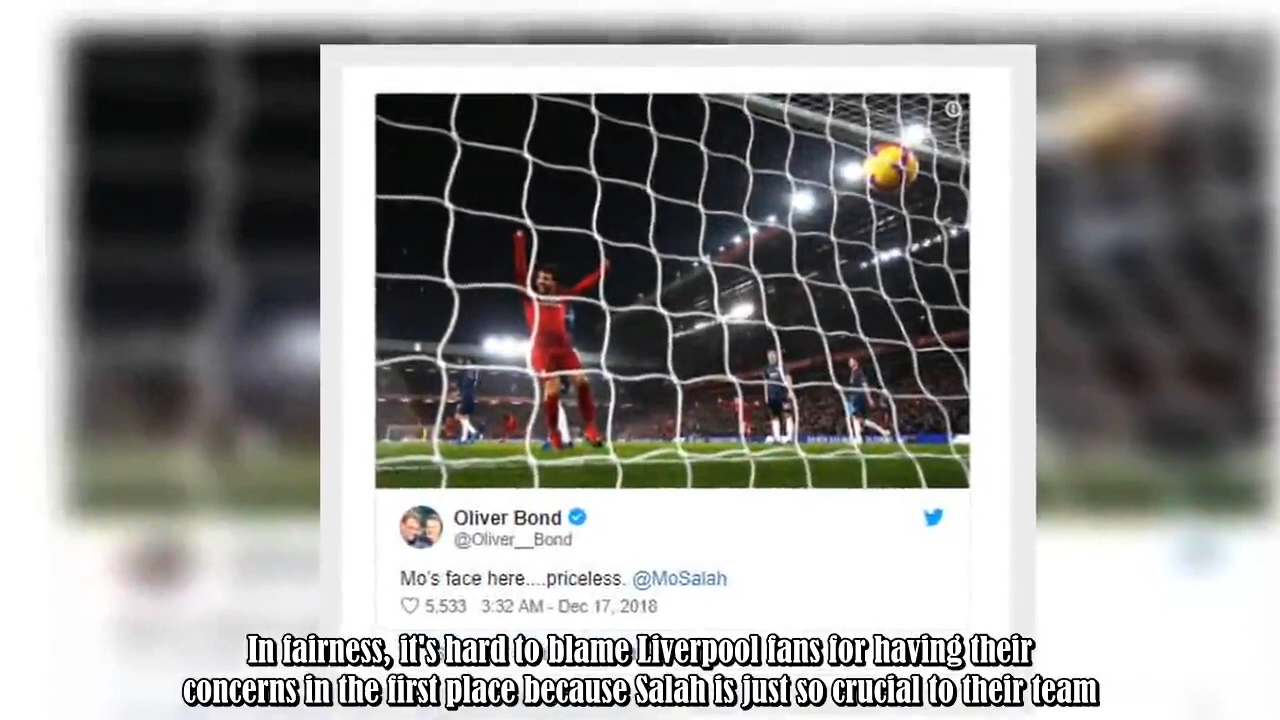 Oliver Bond
@Oliver__Bond
Mo's face here....priceless. @MoSalah
5,533 3:32 AM - Dec 17, 2018
In fairness, it's hard to blame Liverpool fans for having their
concerns in the first place because Salah is just so crucial to their team